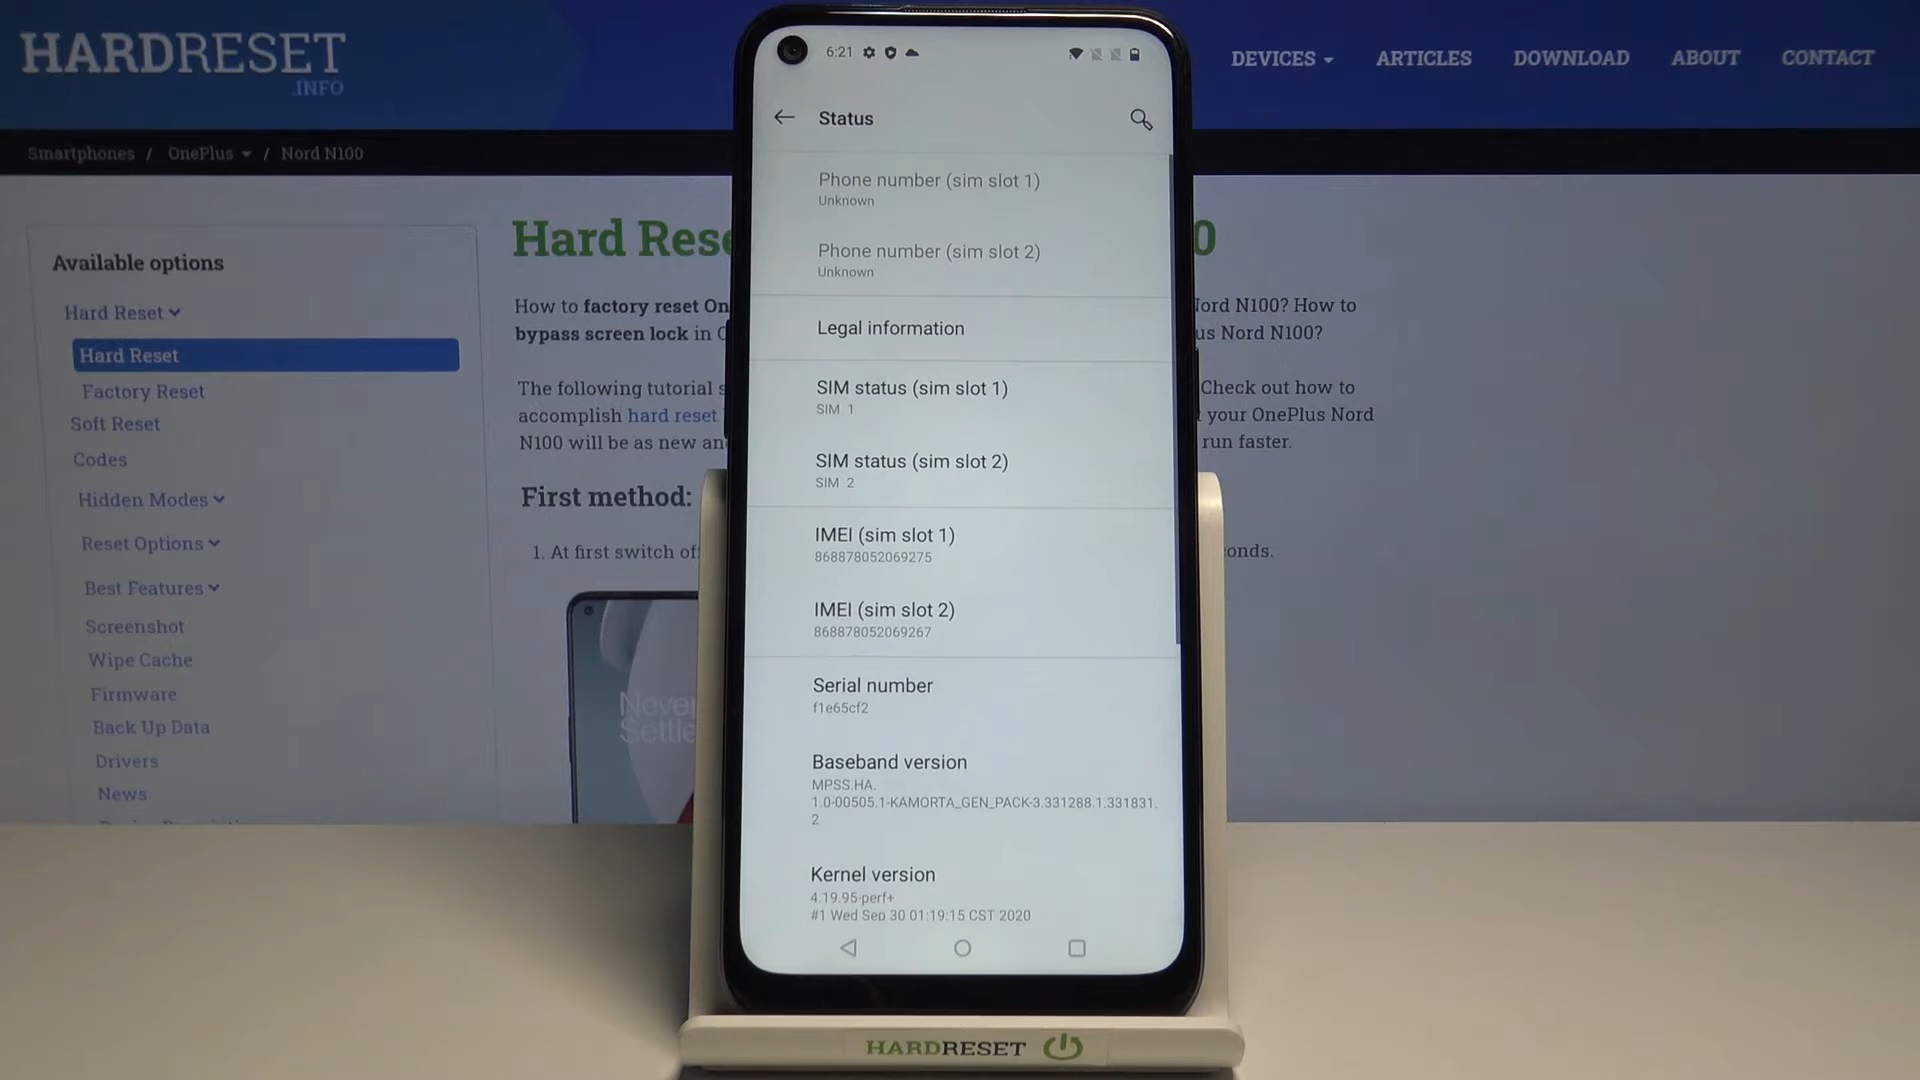 HARDRESET
.INFO
DEVICES
ARTICLES
DOWNLOAD
ABOUT
CONTACT
Smartphones / OnePlus / Nord N100
Available options
Hard Reset
Hard Reset
Factory Reset
Soft Reset
Codes
Hidden Modes
Reset Options
Best Features
Screenshot
Wipe Cache
Firmware
Back Up Data
Drivers
News
Hard Rese
0
How to factory reset On
Nord N100? How to
bypass screen lock in O
us Nord N100?
The following tutorial s
Check out how to
accomplish hard reset
your OnePlus Nord
N100 will be as new an
run faster.
First method:
1. At first switch of
conds.
Never
Settle
6:21
Status
Phone number (sim slot 1)
Unknown
Phone number (sim slot 2)
Unknown
Legal information
SIM status (sim slot 1)
SIM 1
SIM status (sim slot 2)
SIM 2
IMEI (sim slot 1)
868878052069275
IMEI (sim slot 2)
868878052069267
Serial number
f1e65cf2
Baseband version
MPSS.HA.
1.0-00505.1-KAMORTA_GEN_PACK-3.331288.1.331831.
2
Kernel version
4.19.95-perf+
#1 Wed Sep 30 01:19:15 CST 2020
HARDRESET